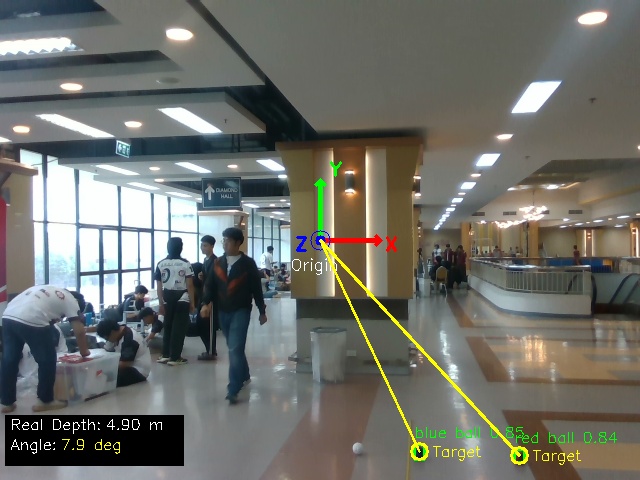 DIAMOND
HALL
Y
Z
X
Origin
blue ball 0.85
red ball 0.84
Target
Target
Real Depth: 4.90 m
Angle: 7.9 deg